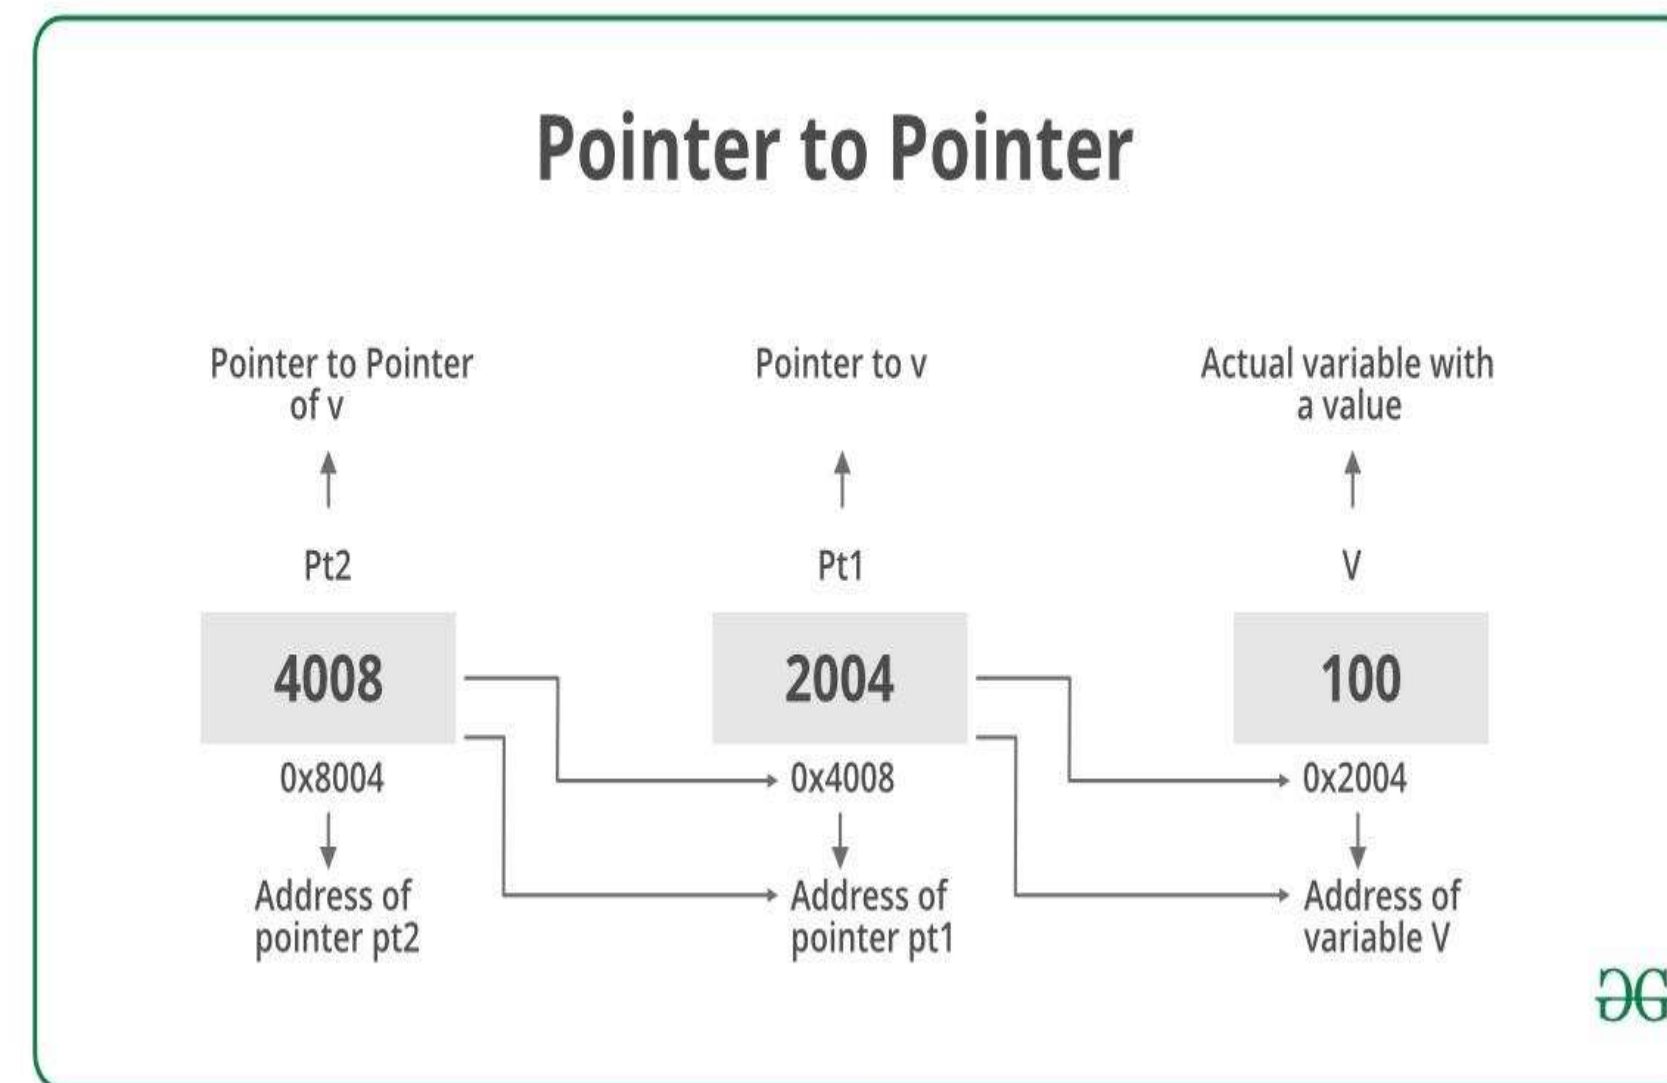 Pointer to Pointer
Pointer to Pointer
of v
Pointer to v
Actual variable with
a value
Pt2
Pt1
V
4008
2004
100
0x8004
0x4008
0x2004
Address of
pointer pt2
Address of
pointer pt1
Address of
variable V